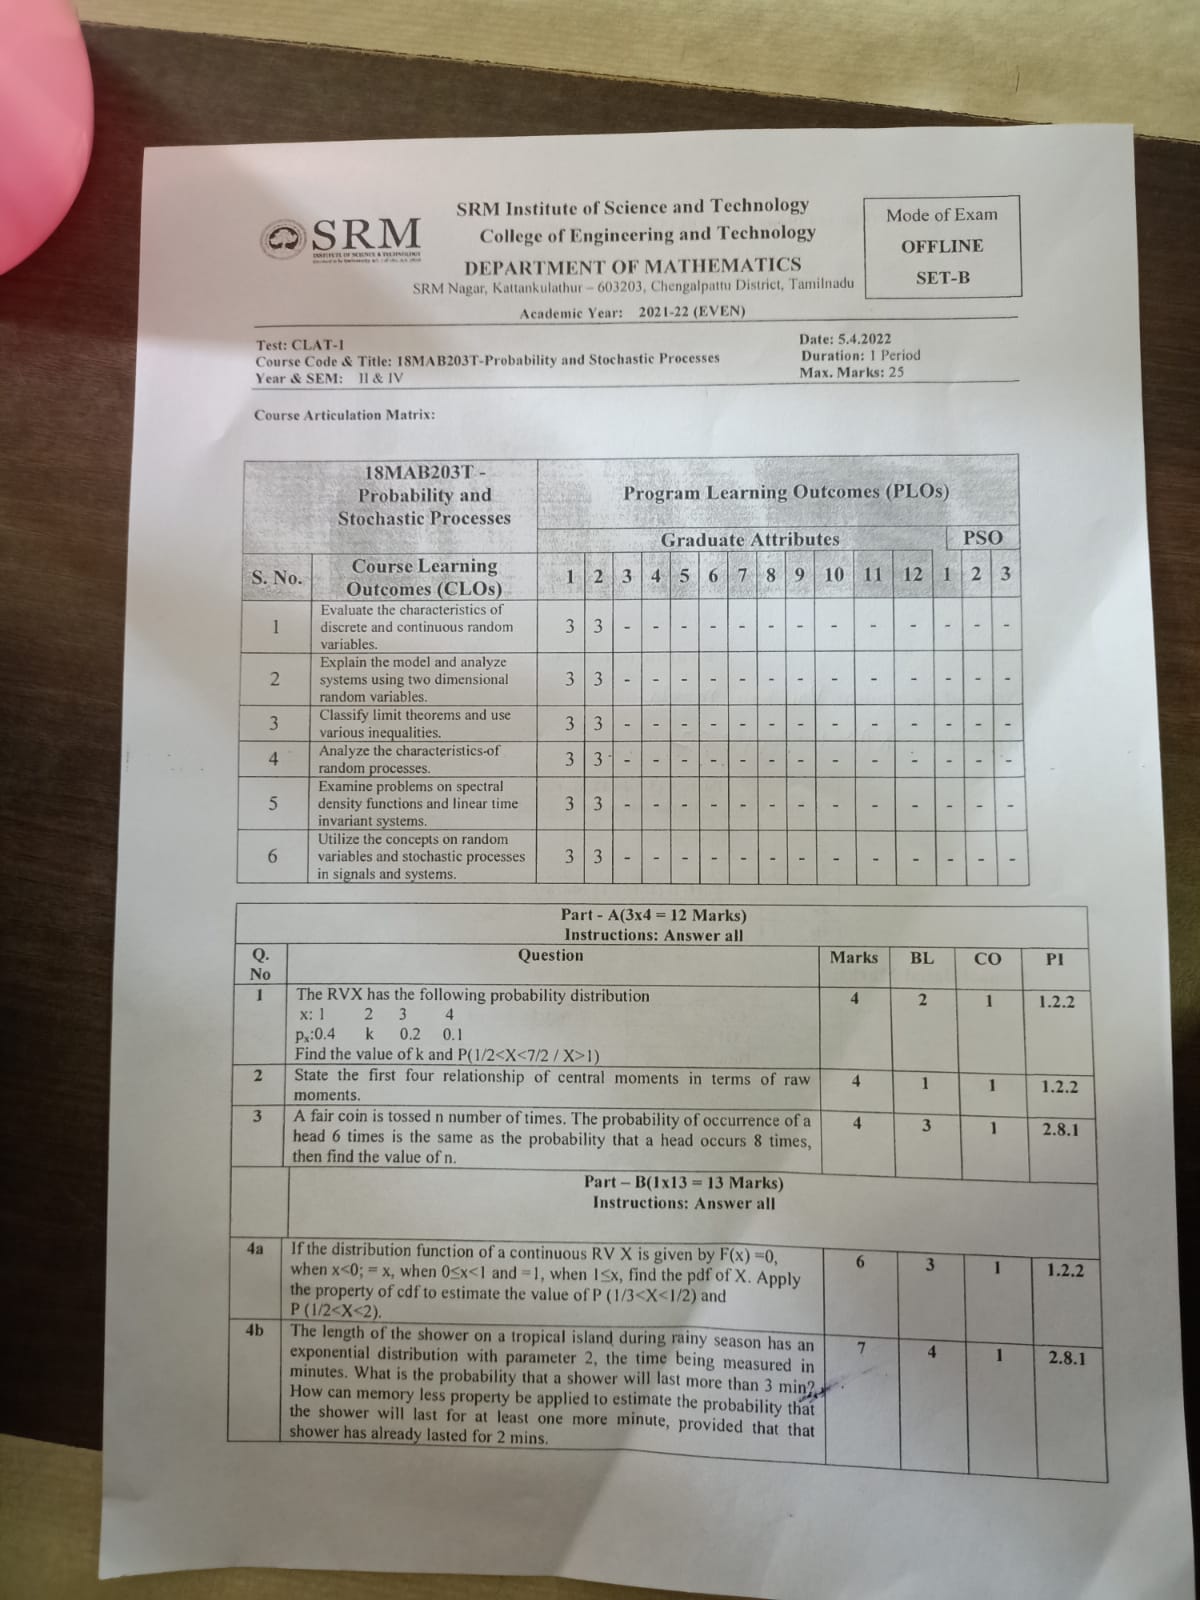 SRM
INSTITUTE OF SCIENCE & TECHNOLOGY
SRM Institute of Science and Technology
College of Engineering and Technology
DEPARTMENT OF MATHEMATICS
SRM Nagar, Kattankulathur – 603203, Chengalpattu District, Tamilnadu
Academic Year: 2021-22 (EVEN)
Mode of Exam
OFFLINE
SET-B
Test: CLAT-1
Course Code & Title: 18MAB203T-Probability and Stochastic Processes
Year & SEM: II & IV
Date: 5.4.2022
Duration: 1 Period
Max. Marks: 25
Course Articulation Matrix:
18MAB203T -
Probability and
Stochastic Processes
Program Learning Outcomes (PLOs)
Graduate Attributes PSO
S. No. Course Learning Outcomes (CLOs) 1 2 3 4 5 6 7 8 9 10 11 12 1 2 3
Evaluate the characteristics of
1 discrete and continuous random 3 3 - - - - - - - - - - - - -
variables.
Explain the model and analyze
2 systems using two dimensional 3 3 - - - - - - - - - - - - -
random variables.
3 Classify limit theorems and use 3 3 - - - - - - - - - - - - -
various inequalities.
4 Analyze the characteristics-of 3 3 - - - - - - - - - - - - -
random processes.
Examine problems on spectral
5 density functions and linear time 3 3 - - - - - - - - - - - - -
invariant systems.
Utilize the concepts on random
6 variables and stochastic processes 3 3 - - - - - - - - - - - - -
in signals and systems.
Part - A(3x4 = 12 Marks)
Instructions: Answer all
Q. No Question Marks BL CO PI
1 The RVX has the following probability distribution 4 2 1 1.2.2
x: 1 2 3 4
pₓ:0.4 k 0.2 0.1
Find the value of k and P(1/2<X<7/2 / X>1)
2 State the first four relationship of central moments in terms of raw 4 1 1 1.2.2
moments.
3 A fair coin is tossed n number of times. The probability of occurrence of a 4 3 1 2.8.1
head 6 times is the same as the probability that a head occurs 8 times,
then find the value of n.
Part – B(1x13 = 13 Marks)
Instructions: Answer all
4a If the distribution function of a continuous RV X is given by F(x) =0, 6 3 1 1.2.2
when x<0; = x, when 0≤x<1 and =1, when 1≤x, find the pdf of X. Apply
the property of cdf to estimate the value of P (1/3<X<1/2) and
P (1/2<X<2).
4b The length of the shower on a tropical island during rainy season has an 7 4 1 2.8.1
exponential distribution with parameter 2, the time being measured in
minutes. What is the probability that a shower will last more than 3 min?
How can memory less property be applied to estimate the probability that
the shower will last for at least one more minute, provided that that
shower has already lasted for 2 mins.